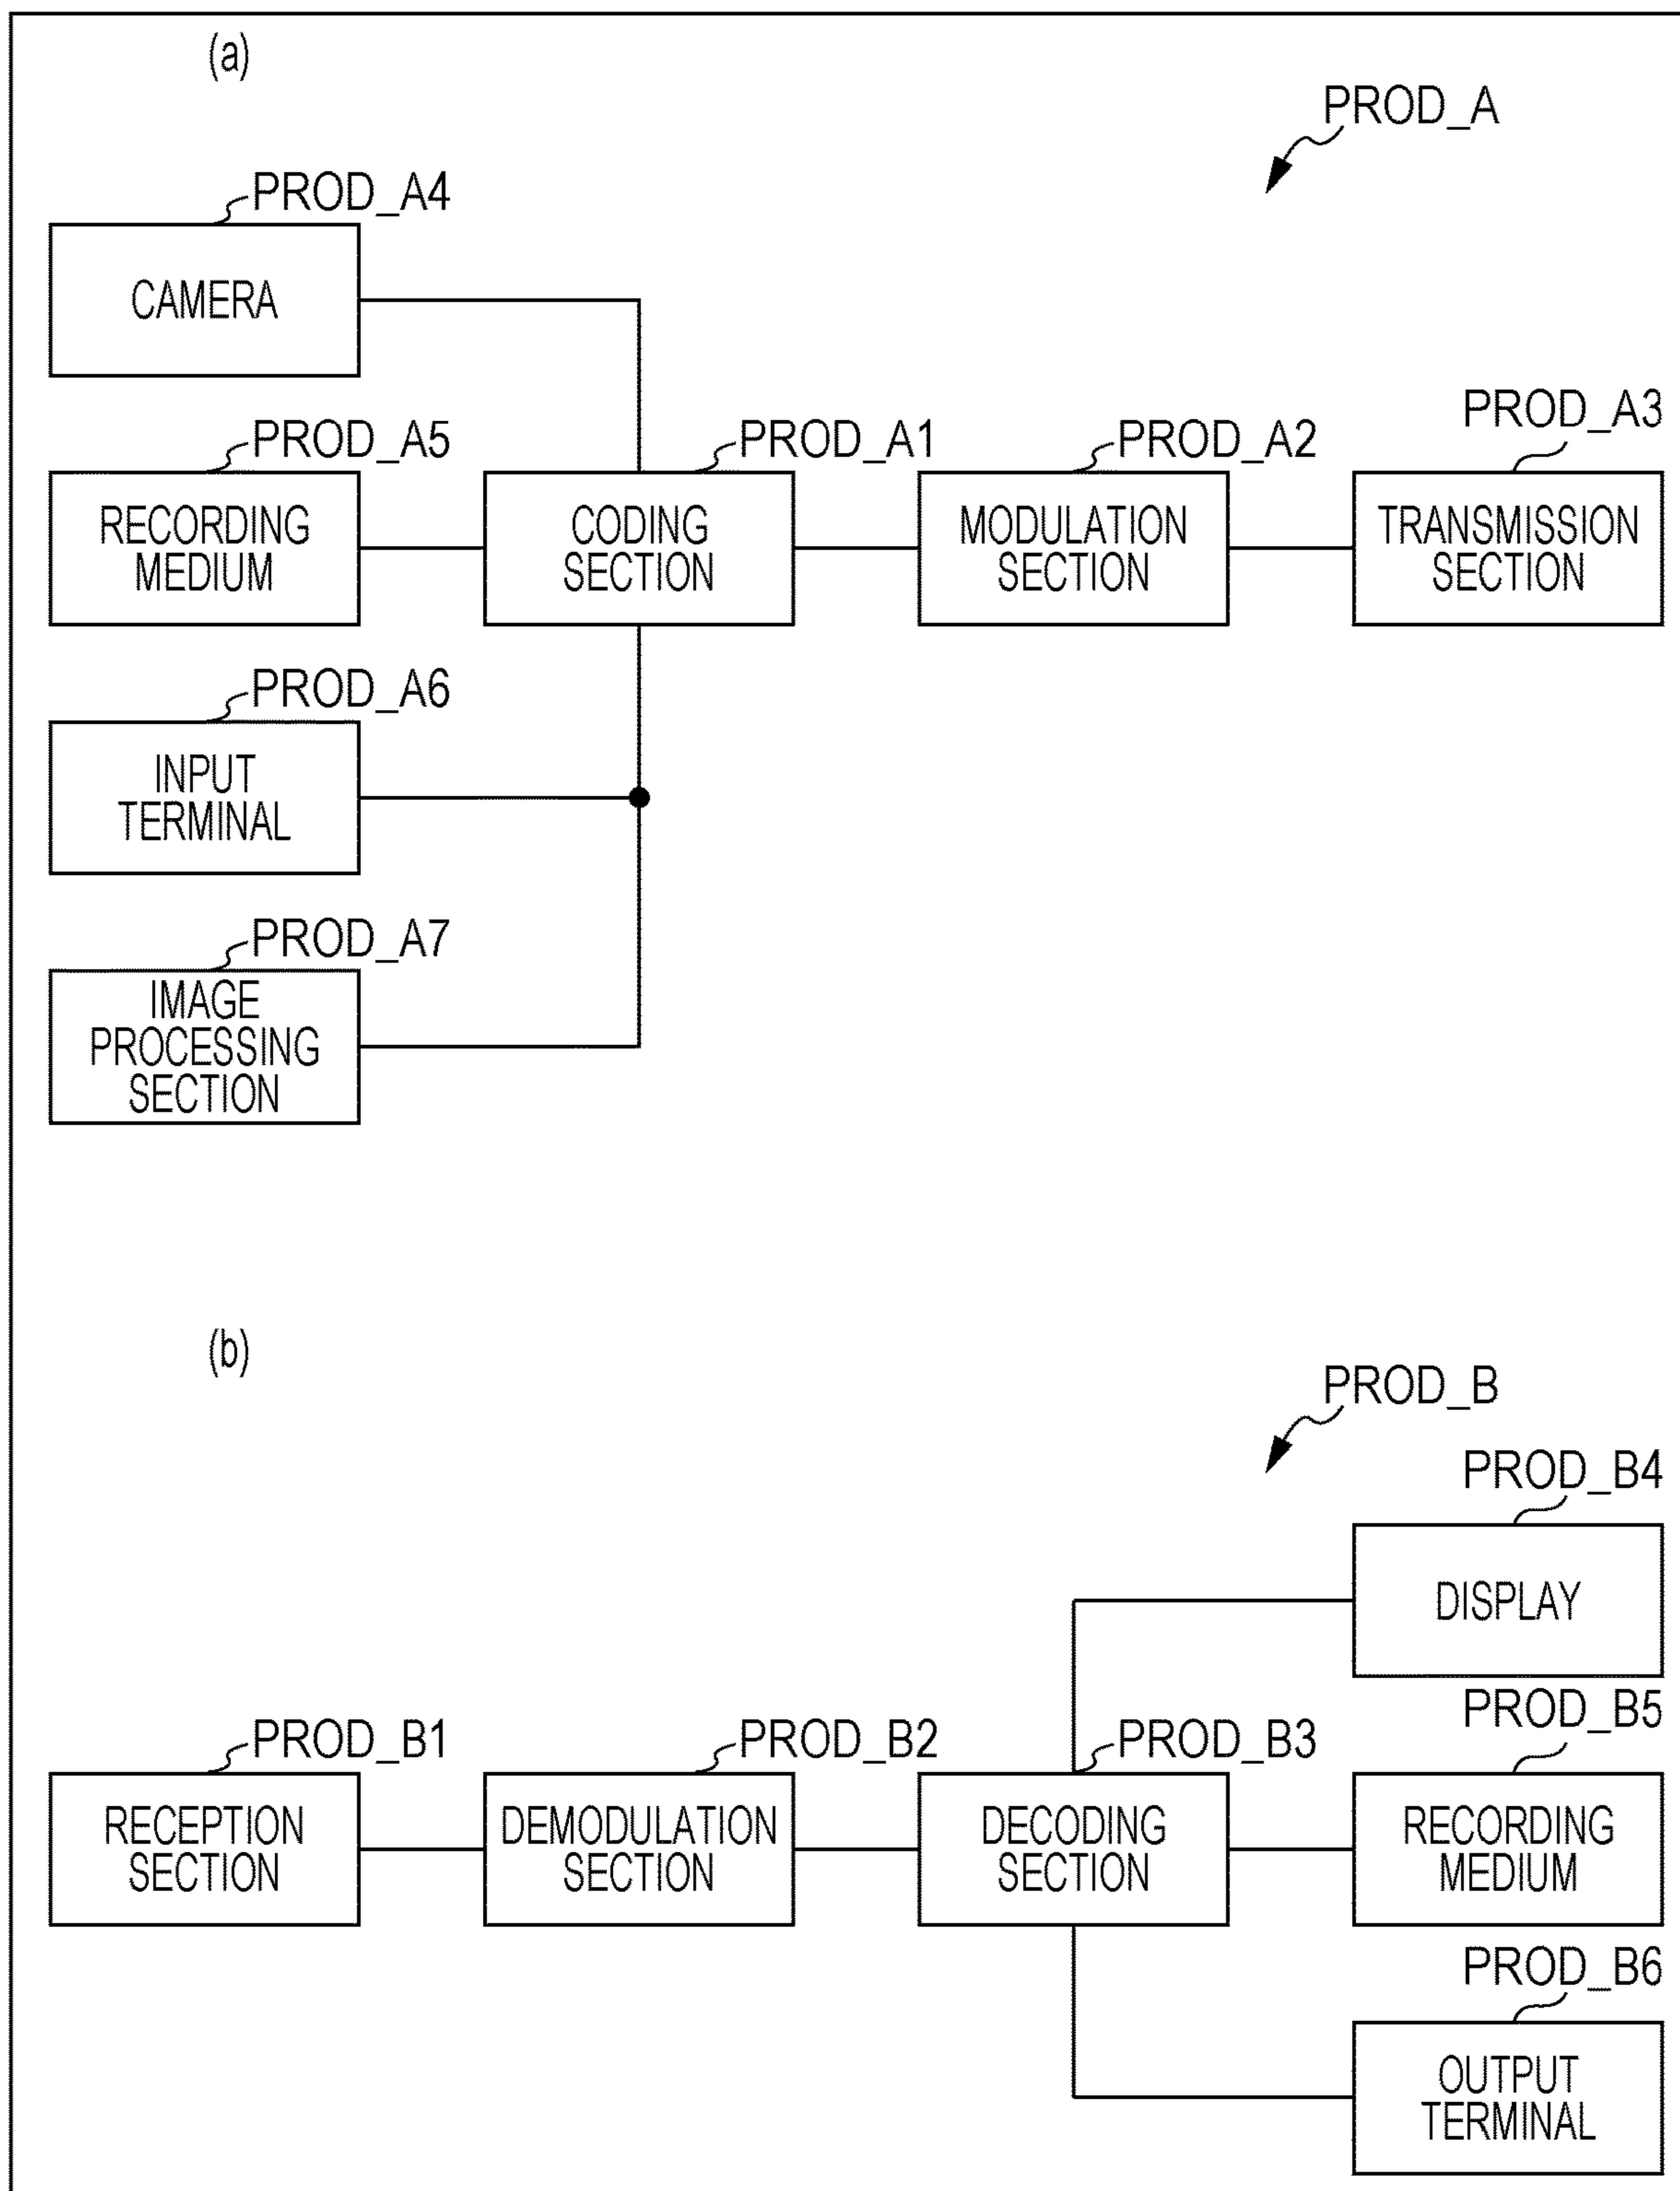 (a)
PROD_A
PROD_A4
CAMERA
PROD_A5
RECORDING
MEDIUM
PROD_A1
CODING
SECTION
PROD_A2
MODULATION
SECTION
PROD_A3
TRANSMISSION
SECTION
PROD_A6
INPUT
TERMINAL
PROD_A7
IMAGE
PROCESSING
SECTION
(b)
PROD_B
PROD_B4
DISPLAY
PROD_B1
RECEPTION
SECTION
PROD_B2
DEMODULATION
SECTION
PROD_B3
DECODING
SECTION
PROD_B5
RECORDING
MEDIUM
PROD_B6
OUTPUT
TERMINAL